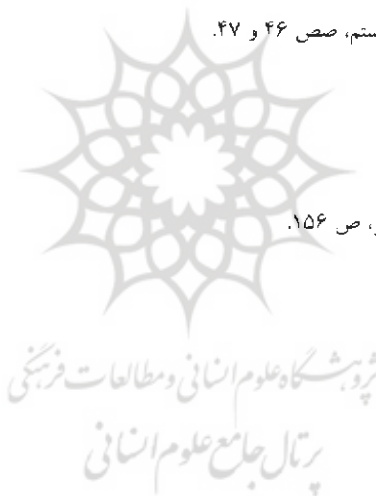 ستم، صص ۴۶ و ۴۷.
، ص ۱۵۶.
پژوهشگاه علوم انسانی و مطالعات فرهنگی
پرتال جامع علوم انسانی